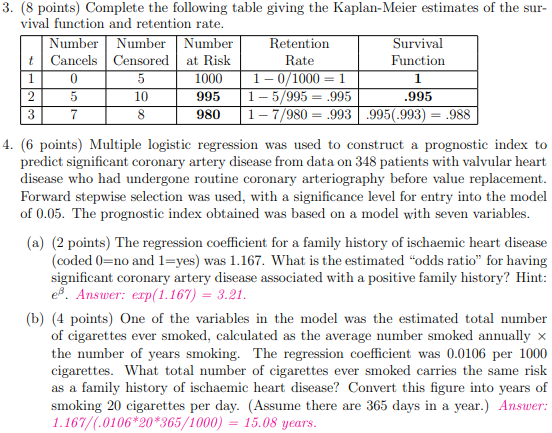 3. (8 points) Complete the following table giving the Kaplan-Meier estimates of the sur-
vival function and retention rate.
Number Number Number Retention Survival
t Cancels Censored at Risk Rate Function
1 0 5 1000 1 − 0/1000 = 1 1
2 5 10 995 1 − 5/995 = .995 .995
3 7 8 980 1 − 7/980 = .993 .995(.993) = .988
4. (6 points) Multiple logistic regression was used to construct a prognostic index to
predict significant coronary artery disease from data on 348 patients with valvular heart
disease who had undergone routine coronary arteriography before value replacement.
Forward stepwise selection was used, with a significance level for entry into the model
of 0.05. The prognostic index obtained was based on a model with seven variables.
(a) (2 points) The regression coefficient for a family history of ischaemic heart disease
(coded 0=no and 1=yes) was 1.167. What is the estimated “odds ratio” for having
significant coronary artery disease associated with a positive family history? Hint:
e^β. Answer: exp(1.167) = 3.21.
(b) (4 points) One of the variables in the model was the estimated total number
of cigarettes ever smoked, calculated as the average number smoked annually ×
the number of years smoking. The regression coefficient was 0.0106 per 1000
cigarettes. What total number of cigarettes ever smoked carries the same risk
as a family history of ischaemic heart disease? Convert this figure into years of
smoking 20 cigarettes per day. (Assume there are 365 days in a year.) Answer:
1.167/(.0106*20*365/1000) = 15.08 years.